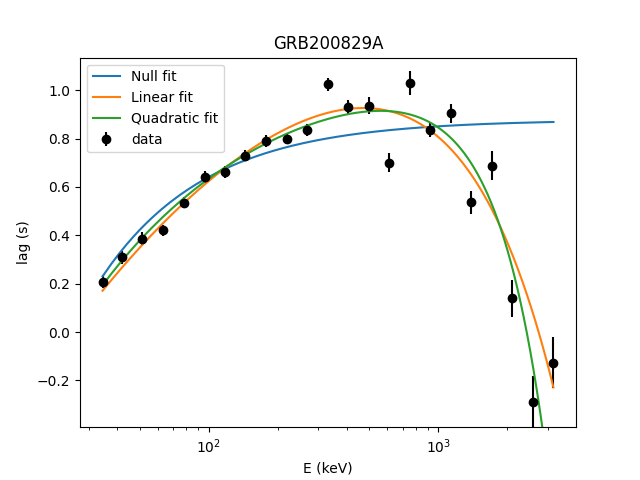 GRB200829A
Null fit
Linear fit
Quadratic fit
data
lag (s)
1.0
0.8
0.6
0.4
0.2
0.0
−0.2
10²
10³
E (keV)